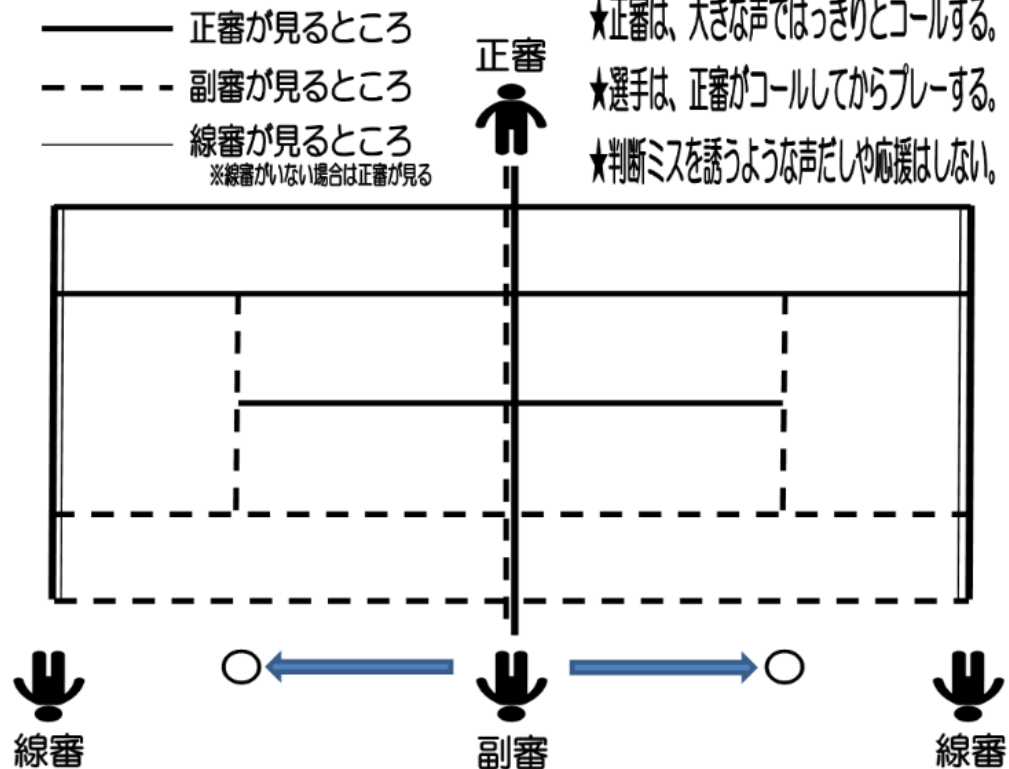 正審が見るところ
副審が見るところ
線審が見るところ
※線審がいない場合は正審が見る
正審
★正審は、大きな声ではっきりとコールする。
★選手は、正審がコールしてからプレーする。
★判断ミスを誘うような声だしや応援はしない。
線審
副審
線審